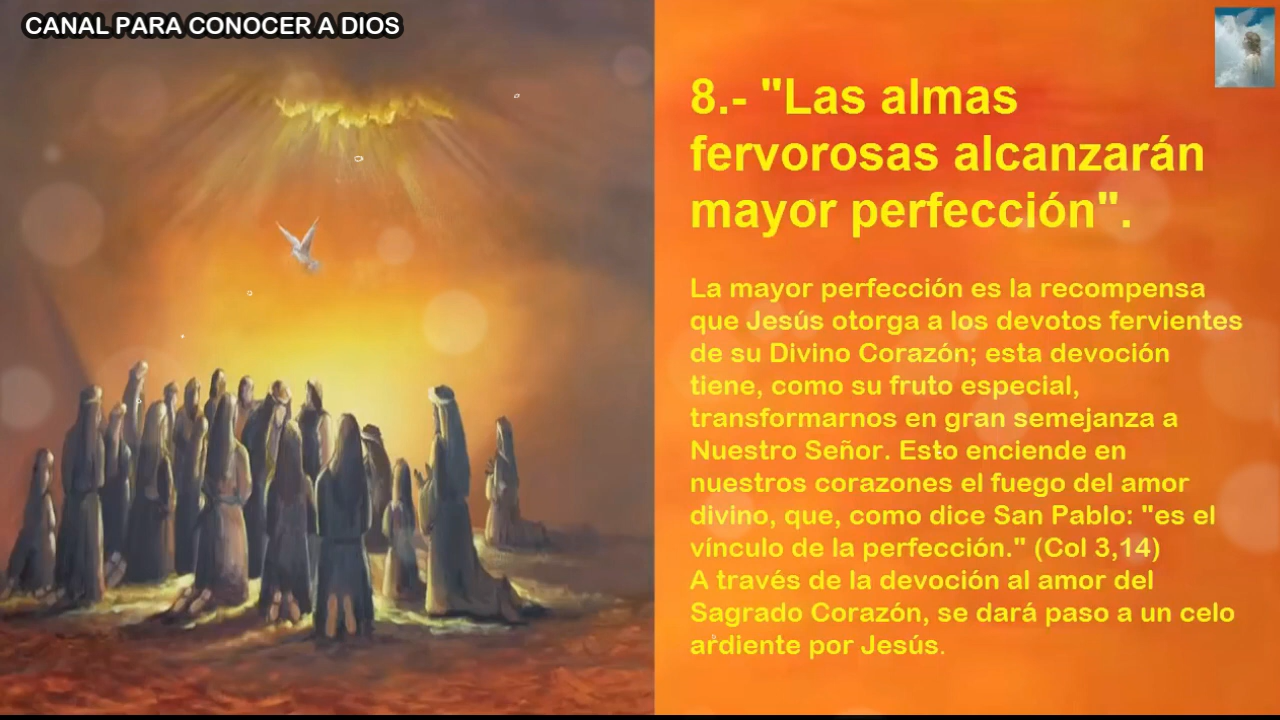 CANAL PARA CONOCER A DIOS
8.- "Las almas
fervorosas alcanzarán
mayor perfección".
La mayor perfección es la recompensa
que Jesús otorga a los devotos fervientes
de su Divino Corazón; esta devoción
tiene, como su fruto especial,
transformarnos en gran semejanza a
Nuestro Señor. Esto enciende en
nuestros corazones el fuego del amor
divino, que, como dice San Pablo: "es el
vínculo de la perfección." (Col 3,14)
A través de la devoción al amor del
Sagrado Corazón, se dará paso a un celo
ardiente por Jesús.